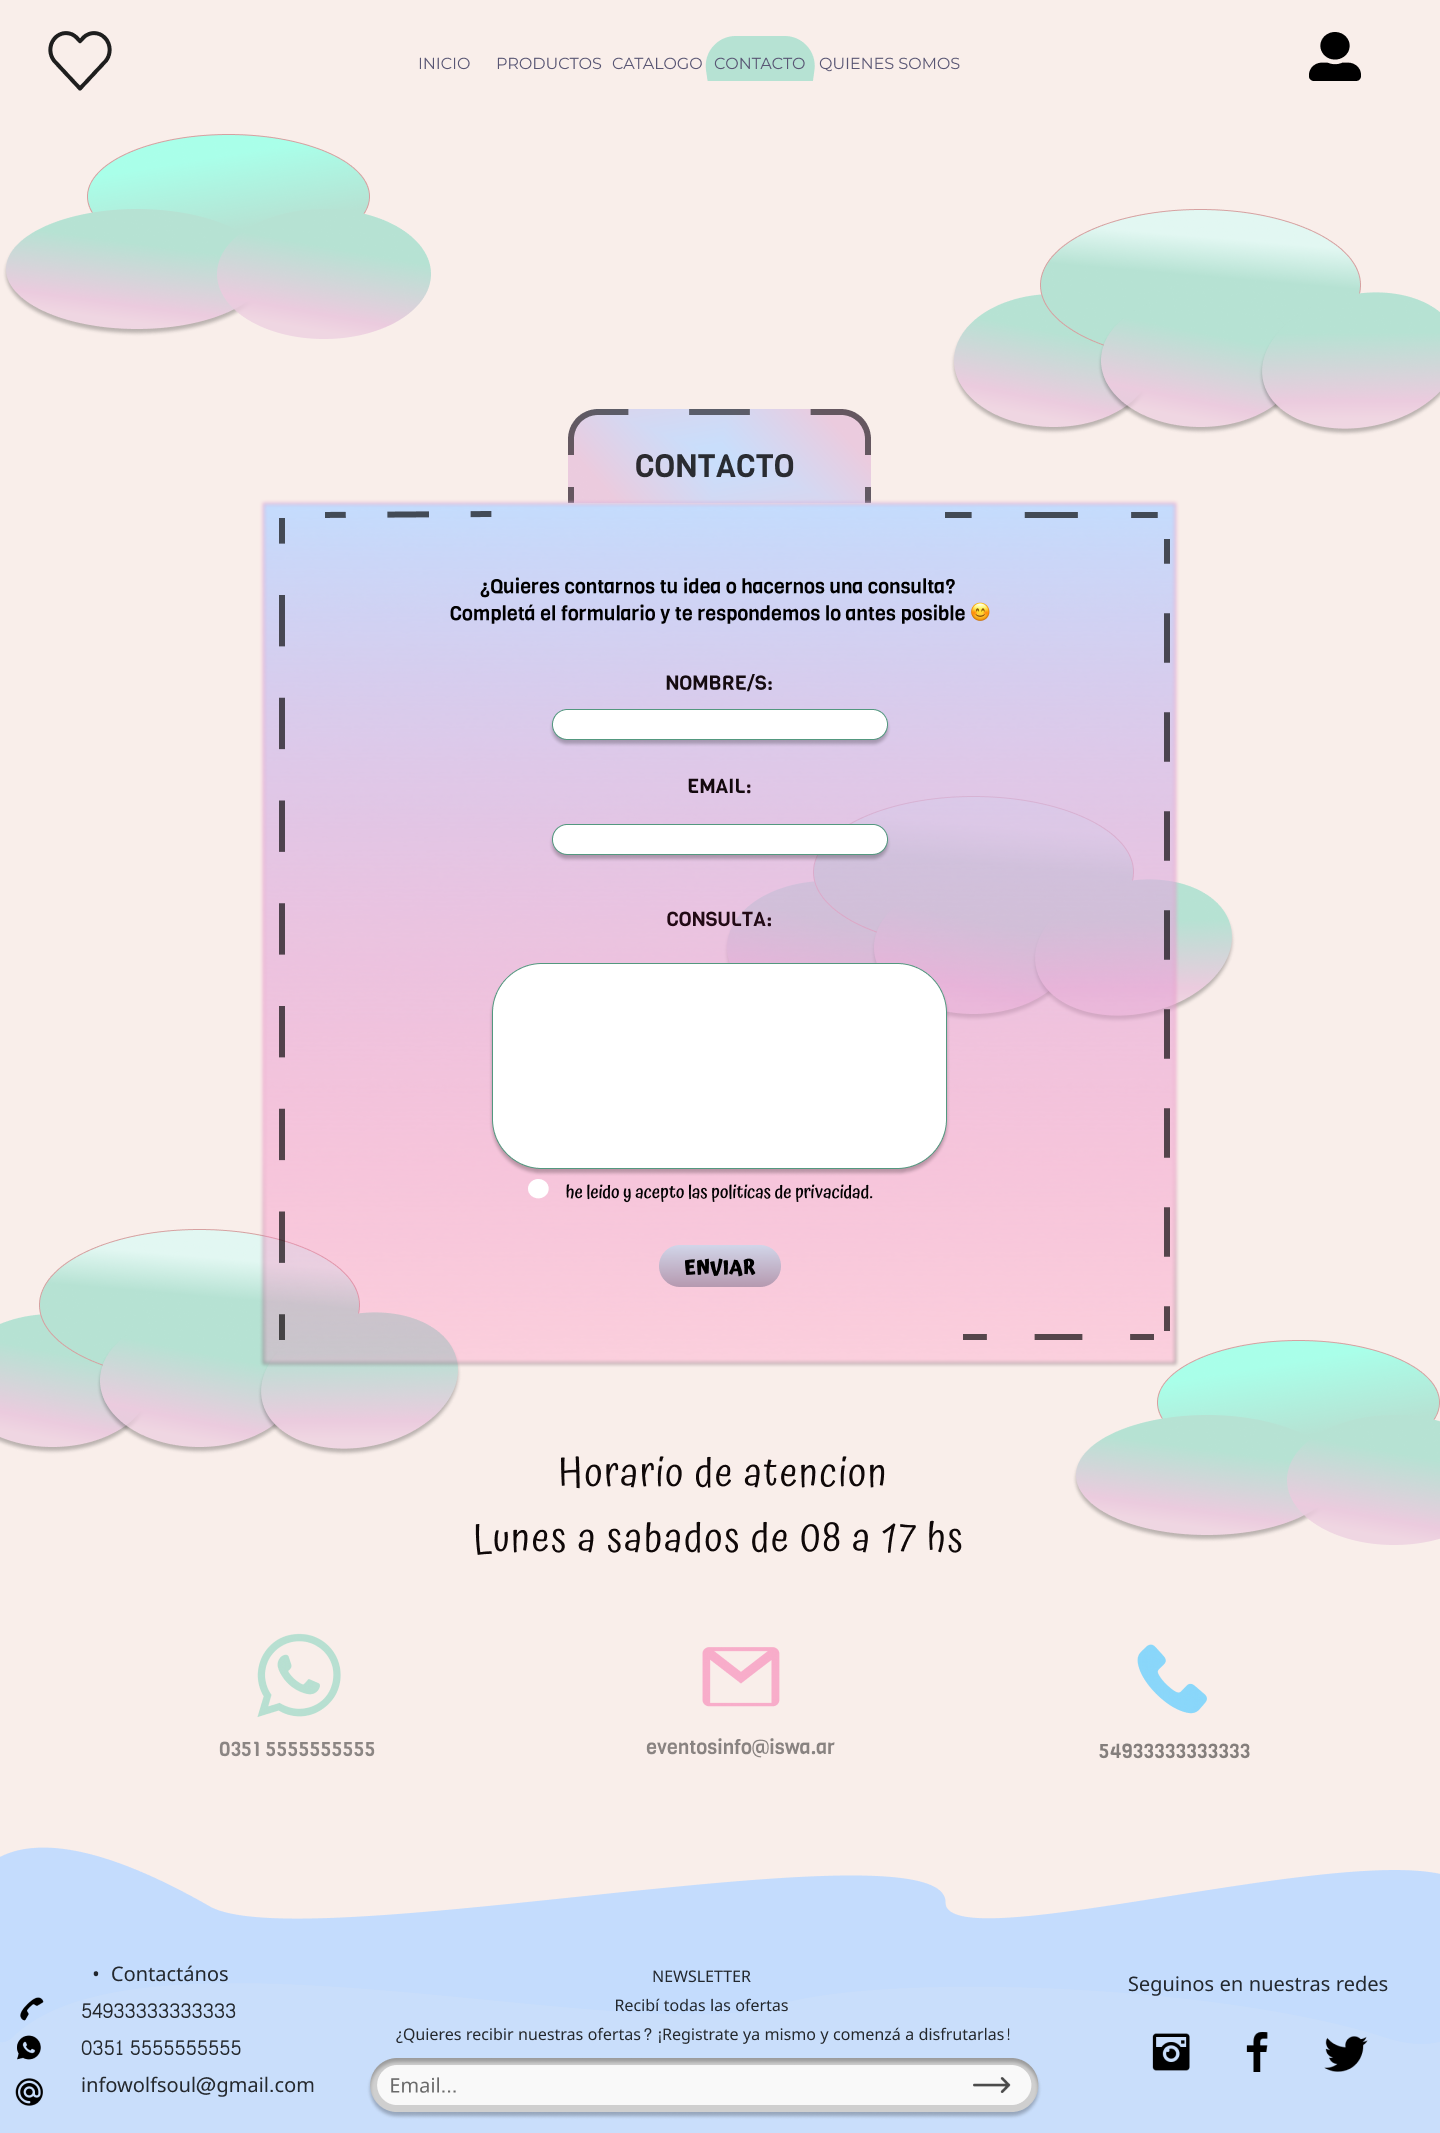 INICIO PRODUCTOS CATALOGO CONTACTO QUIENES SOMOS
CONTACTO
¿Quieres contarnos tu idea o hacernos una consulta?
Completá el formulario y te respondemos lo antes posible 😊
NOMBRE/S:
EMAIL:
CONSULTA:
he leido y acepto las politicas de privacidad.
ENVIAR
Horario de atencion
Lunes a sabados de 08 a 17 hs
0351 5555555555
eventosinfo@iswa.ar
54933333333333
• Contactános
54933333333333
0351 5555555555
infowolfsoul@gmail.com
NEWSLETTER
Recibí todas las ofertas
¿Quieres recibir nuestras ofertas? ¡Registrate ya mismo y comenzá a disfrutarlas!
Email...
Seguinos en nuestras redes